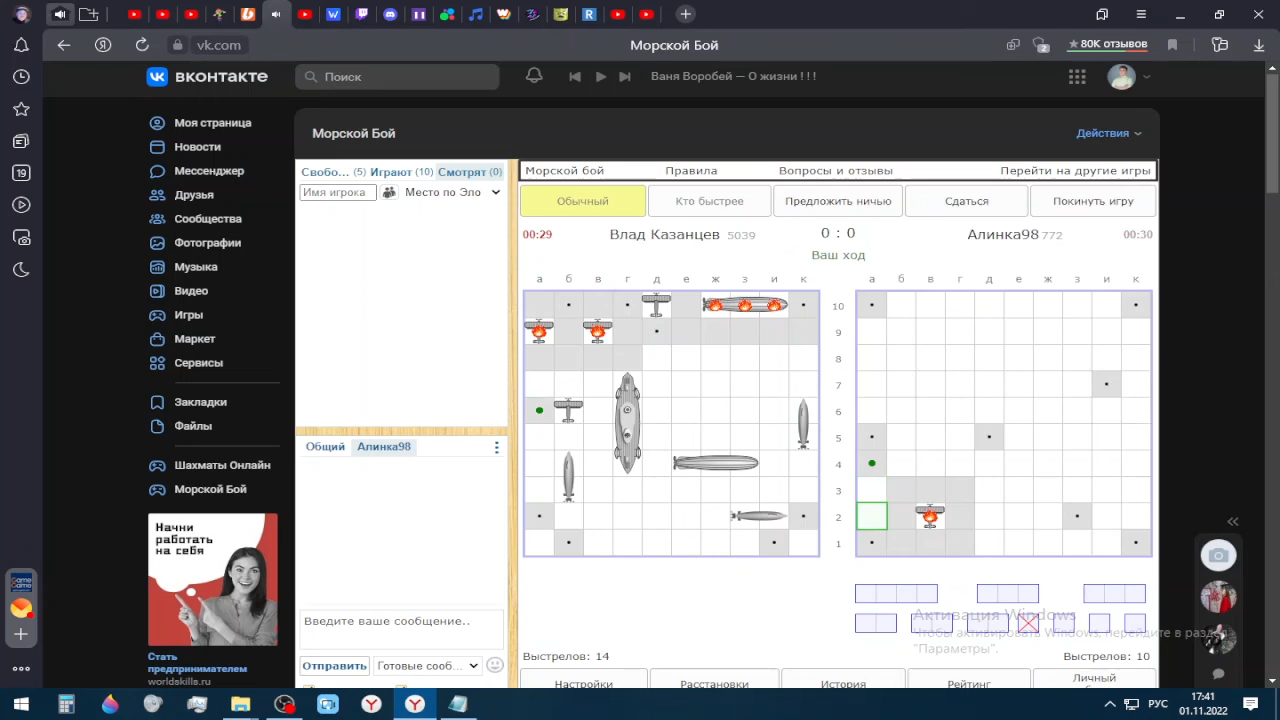 vk.com
Морской Бой
80K отзывов
2
19
вконтакте
Поиск
Ваня Воробей — О жизни ! ! !
Моя страница
Новости
Мессенджер
Друзья
Сообщества
Фотографии
Музыка
Видео
Игры
Маркет
Сервисы
Закладки
Файлы
Шахматы Онлайн
Морской Бой
Начни
работать
на себя
Стать
предпринимателем
worldskills.ru
Морской Бой
Действия
Свобо... (5) Играют (10) Смотрят (0)
Имя игрока
Место по Эло
Общий
Алинка98
Введите ваше сообщение..
Отправить
Готовые сооб...
Морской бой
Правила
Вопросы и отзывы
Перейти на другие игры
Обычный
Кто быстрее
Предложить ничью
Сдаться
Покинуть игру
00:29
Влад Казанцев 5039
0 : 0
Алинка98 772
00:30
Ваш ход
а б в г д е ж з и к
а б в г д е ж з и к
10
9
8
7
6
5
4
3
2
1
Активация Windows
Чтобы активировать Windows, перейдите в раздел
"Параметры".
Выстрелов: 14
Выстрелов: 10
Настройки
Расстановки
История
Рейтинг
Личный
РУС
17:41
01.11.2022